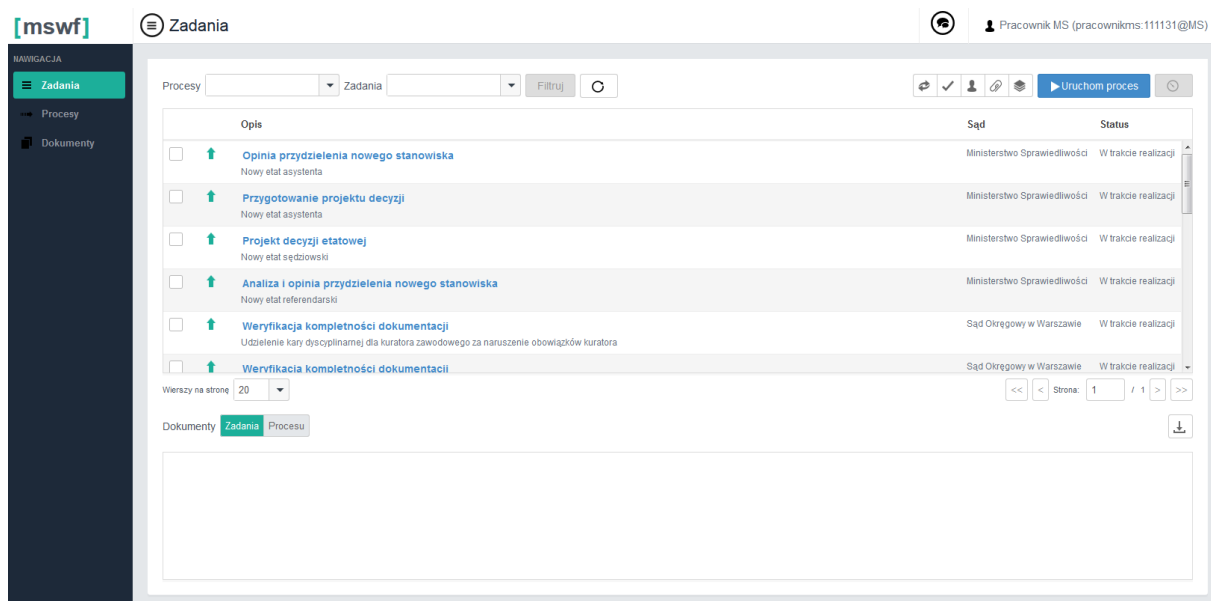 [mswf]
Zadania
Pracownik MS (pracownikms:111131@MS)
NAWIGACJA
Zadania
Procesy
Dokumenty
Procesy Zadania Filtruj Uruchom proces
Opis Sąd Status
Opinia przydzielenia nowego stanowiska Ministerstwo Sprawiedliwości W trakcie realizacji
Nowy etat asystenta
Przygotowanie projektu decyzji Ministerstwo Sprawiedliwości W trakcie realizacji
Nowy etat asystenta
Projekt decyzji etatowej Ministerstwo Sprawiedliwości W trakcie realizacji
Nowy etat sędziowski
Analiza i opinia przydzielenia nowego stanowiska Ministerstwo Sprawiedliwości W trakcie realizacji
Nowy etat referendarski
Weryfikacja kompletności dokumentacji Sąd Okręgowy w Warszawie W trakcie realizacji
Udzielenie kary dyscyplinarnej dla kuratora zawodowego za naruszenie obowiązków kuratora
Weryfikacja kompletności dokumentacji Sąd Okręgowy w Warszawie W trakcie realizacji
Wierszy na stronę 20 << < Strona: 1 / 1 > >>
Dokumenty Zadania Procesu